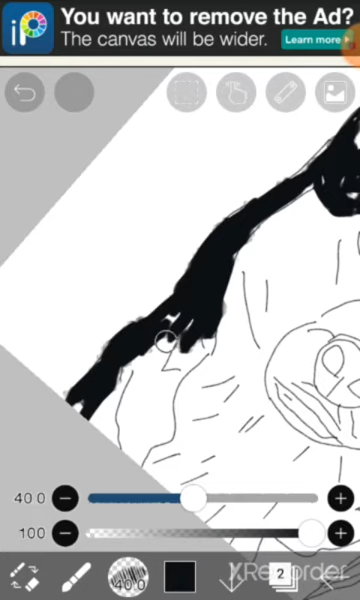 iP
You want to remove the Ad?
The canvas will be wider.
Learn more
40.0
100
40.0
2
XRecorder